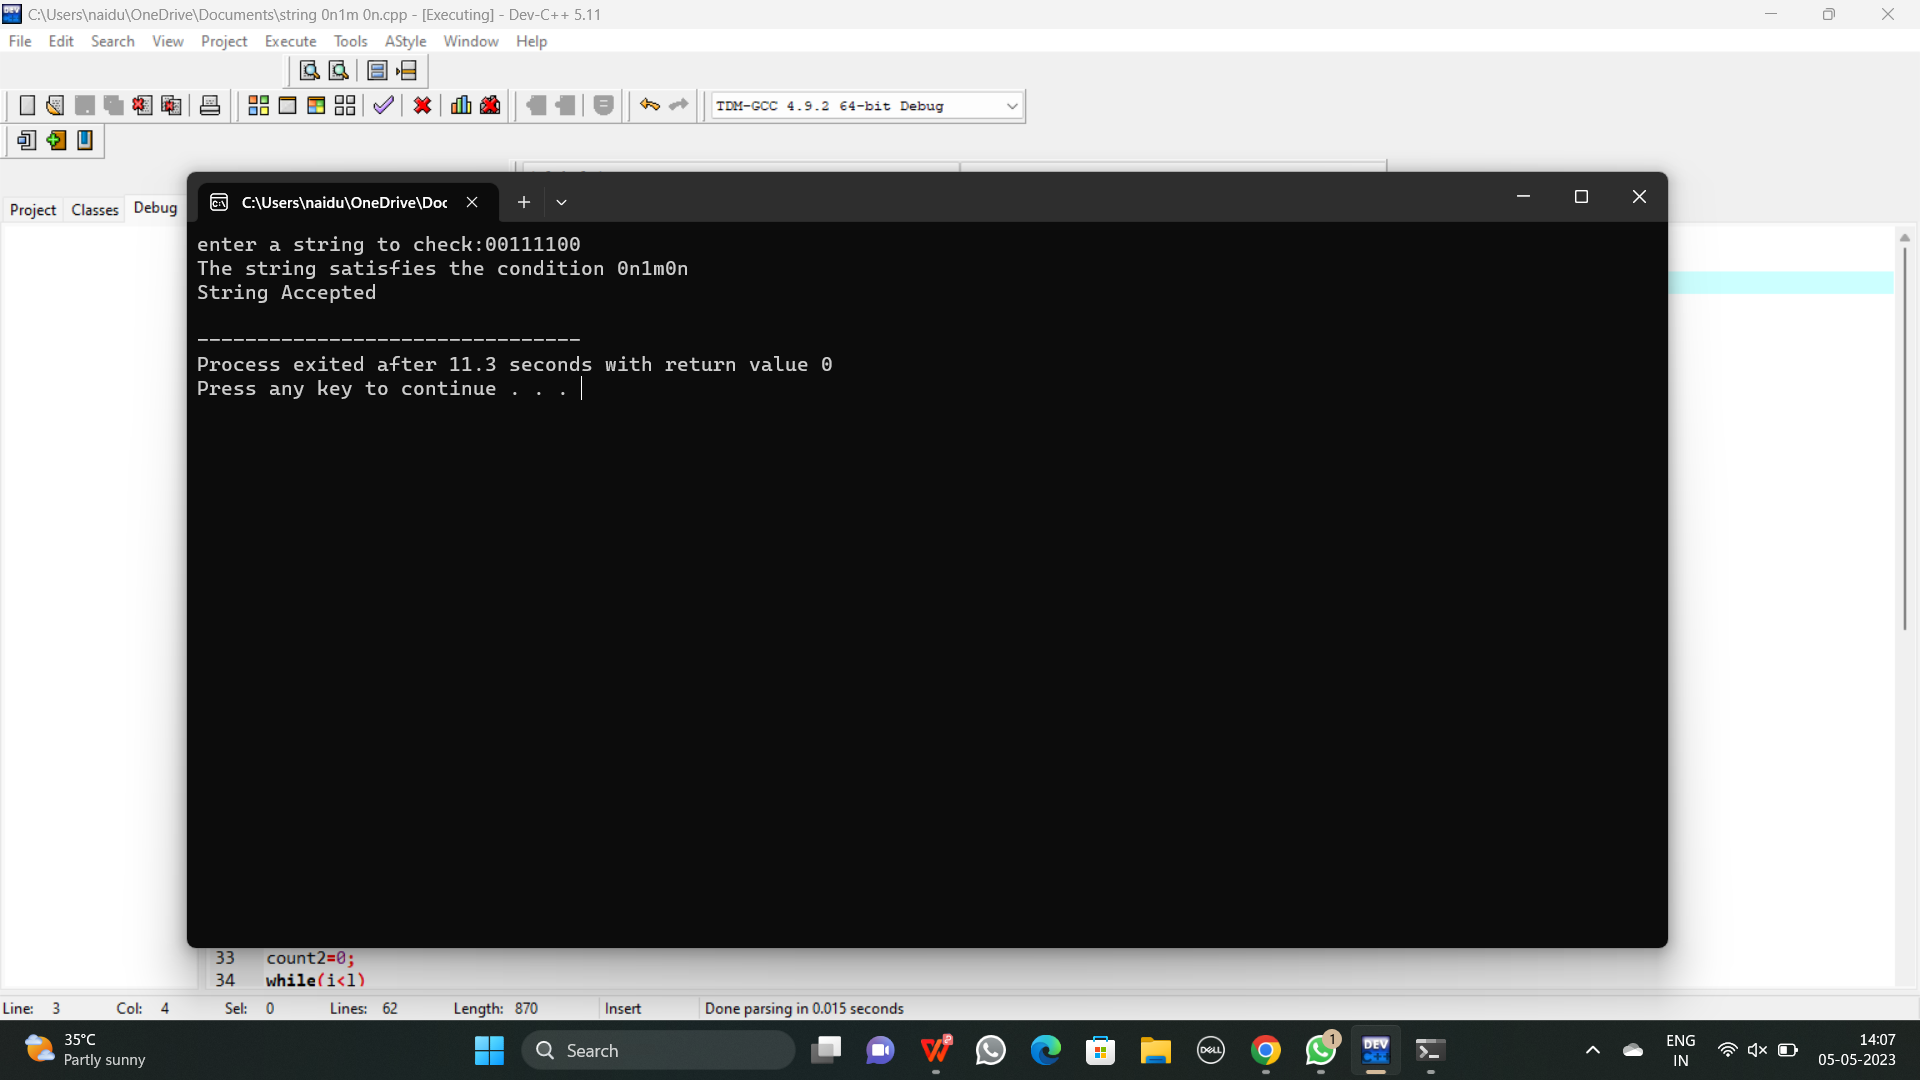 C:\Users\naidu\OneDrive\Documents\string 0n1m 0n.cpp - [Executing] - Dev-C++ 5.11
File Edit Search View Project Execute Tools AStyle Window Help
TDM-GCC 4.9.2 64-bit Debug
Project Classes Debug
C:\Users\naidu\OneDrive\Doc
enter a string to check:00111100
The string satisfies the condition 0n1m0n
String Accepted
--------------------------------
Process exited after 11.3 seconds with return value 0
Press any key to continue . . .
33 count2=0;
34 while(i<l)
Line: 3 Col: 4 Sel: 0 Lines: 62 Length: 870 Insert Done parsing in 0.015 seconds
35°C
Partly sunny
Search
DELL
1
DEV
C++
ENG
IN
14:07
05-05-2023